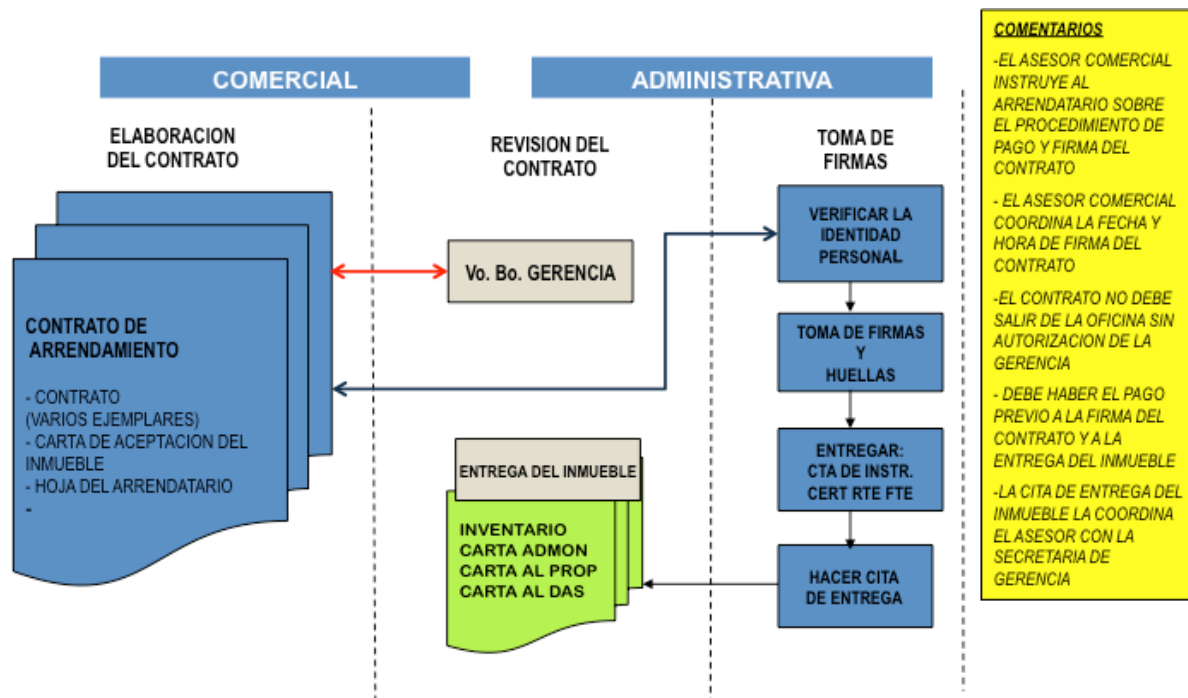 COMERCIAL
ADMINISTRATIVA
ELABORACION
DEL CONTRATO
REVISION DEL
CONTRATO
TOMA DE
FIRMAS
CONTRATO DE
ARRENDAMIENTO
- CONTRATO
(VARIOS EJEMPLARES)
- CARTA DE ACEPTACION DEL
INMUEBLE
- HOJA DEL ARRENDATARIO
-
Vo. Bo. GERENCIA
VERIFICAR LA
IDENTIDAD
PERSONAL
TOMA DE FIRMAS
Y
HUELLAS
ENTREGAR:
CTA DE INSTR.
CERT RTE FTE
HACER CITA
DE ENTREGA
ENTREGA DEL INMUEBLE
INVENTARIO
CARTA ADMON
CARTA AL PROP
CARTA AL DAS
COMENTARIOS
-EL ASESOR COMERCIAL
INSTRUYE AL
ARRENDATARIO SOBRE
EL PROCEDIMIENTO DE
PAGO Y FIRMA DEL
CONTRATO
- EL ASESOR COMERCIAL
COORDINA LA FECHA Y
HORA DE FIRMA DEL
CONTRATO
-EL CONTRATO NO DEBE
SALIR DE LA OFICINA SIN
AUTORIZACION DE LA
GERENCIA
- DEBE HABER EL PAGO
PREVIO A LA FIRMA DEL
CONTRATO Y A LA
ENTREGA DEL INMUEBLE
-LA CITA DE ENTREGA DEL
INMUEBLE LA COORDINA
EL ASESOR CON LA
SECRETARIA DE
GERENCIA